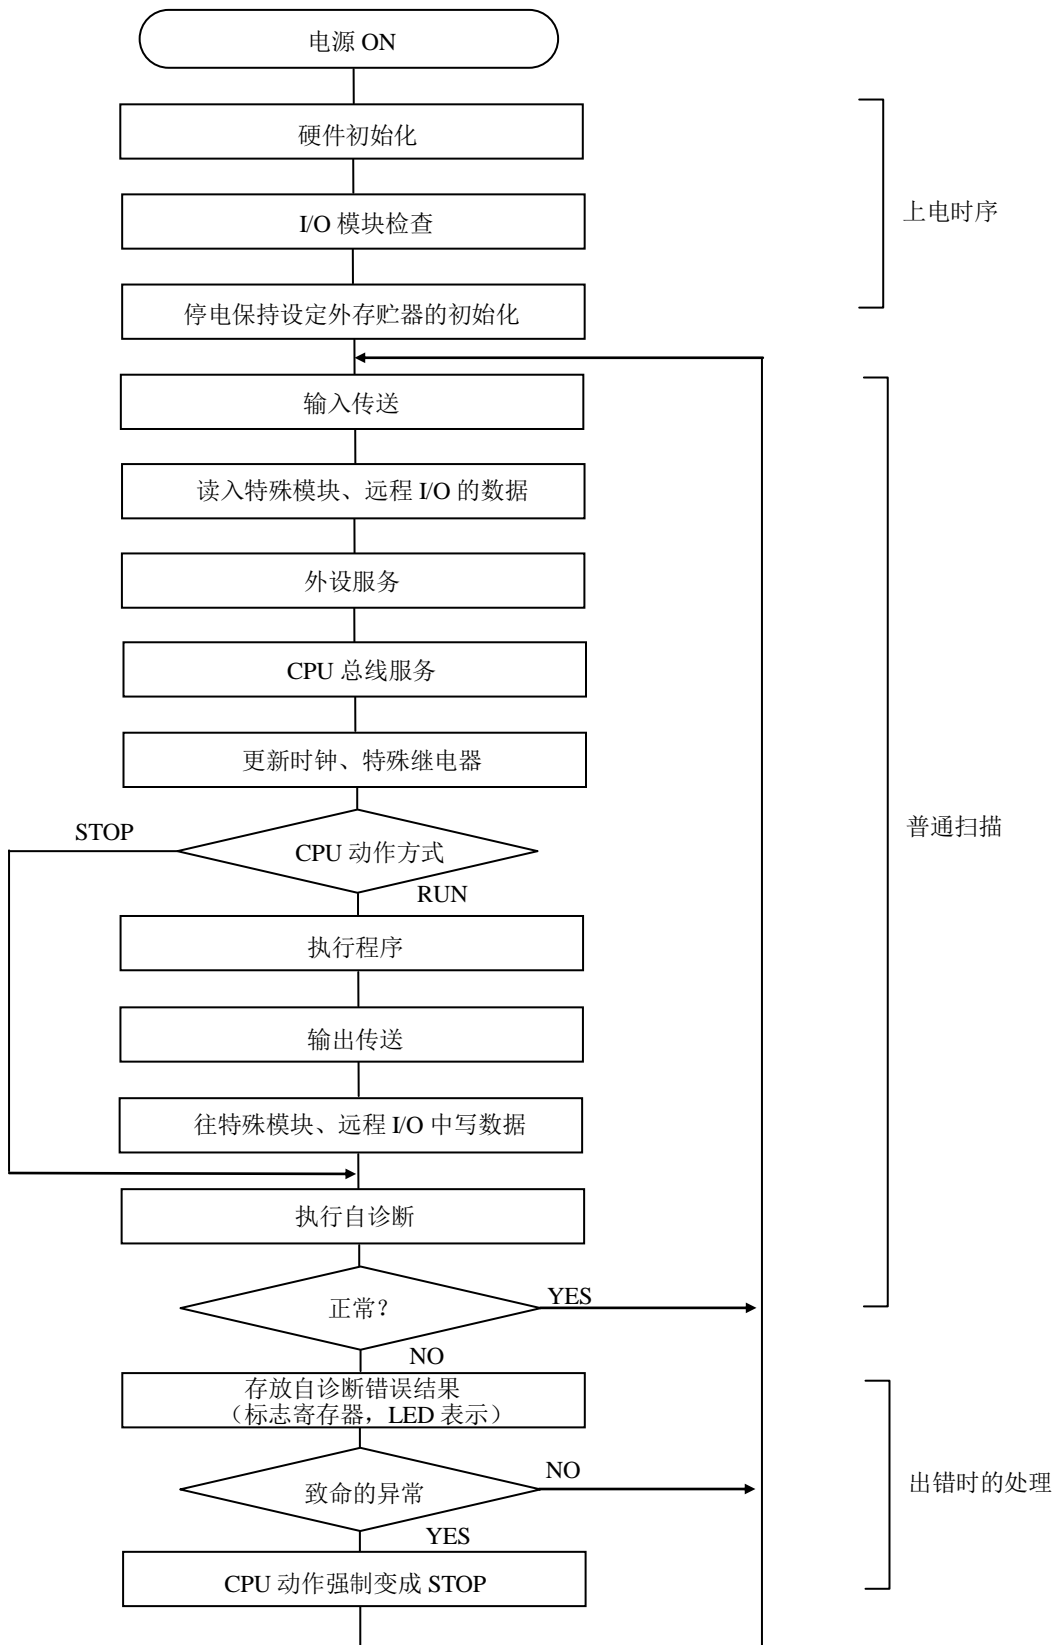 电源 ON
硬件初始化
I/O 模块检查
上电时序
停电保持设定外存贮器的初始化
输入传送
读入特殊模块、远程 I/O 的数据
外设服务
CPU 总线服务
更新时钟、特殊继电器
STOP
CPU 动作方式
普通扫描
RUN
执行程序
输出传送
往特殊模块、远程 I/O 中写数据
执行自诊断
正常？
YES
NO
存放自诊断错误结果
（标志寄存器，LED 表示）
致命的异常
NO
出错时的处理
YES
CPU 动作强制变成 STOP